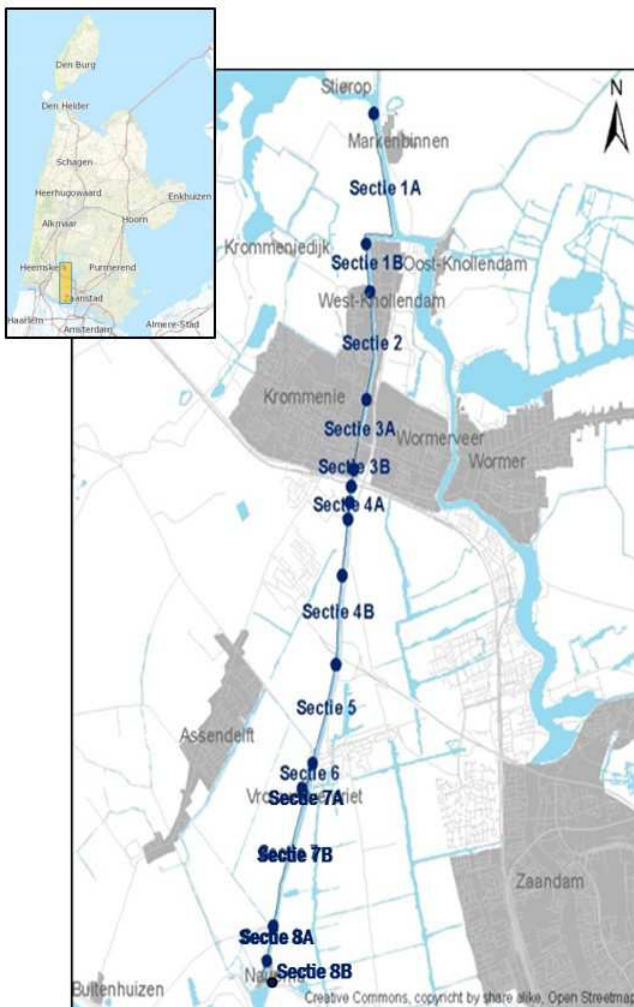 Den Burg
Den Helder
Schagen
Heerhugowaard
Enkhuizen
Alkmaar
Hoorn
Heemskerk
Purmerend
Zaanstad
Haarlem
Amsterdam
Almere-Stad
Stierop
N
Markenbinnen
Sectie 1A
Krommeniedijk
Sectie 1B
Oost-Knollendam
West-Knollendam
Sectie 2
Krommenie
Sectie 3A
Wormerveer
Wormer
Sectie 3B
Sectie 4A
Sectie 4B
Sectie 5
Assendelft
Sectie 6
Sectie 7A
Sectie 7B
Zaandam
Sectie 8A
Sectie 8B
Buitenhuizen
Creative Commons, copyright by share alike, Open Streetmap